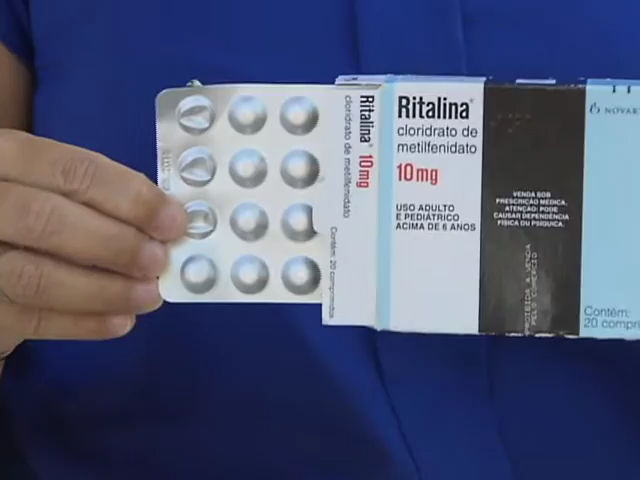 Ritalina 10mg
cloridrato de metilfenidato
Contém: 20 comprimidos
Ritalina®
cloridrato de
metilfenidato
10mg
USO ADULTO
E PEDIÁTRICO
ACIMA DE 6 ANOS
VENDA SOB
PRESCRIÇÃO MÉDICA.
ATENÇÃO: PODE
CAUSAR DEPENDÊNCIA
FÍSICA OU PSÍQUICA.
PROIBIDA A VENDA
PELO COMÉRCIO
NOVAR
Contém:
20 compri